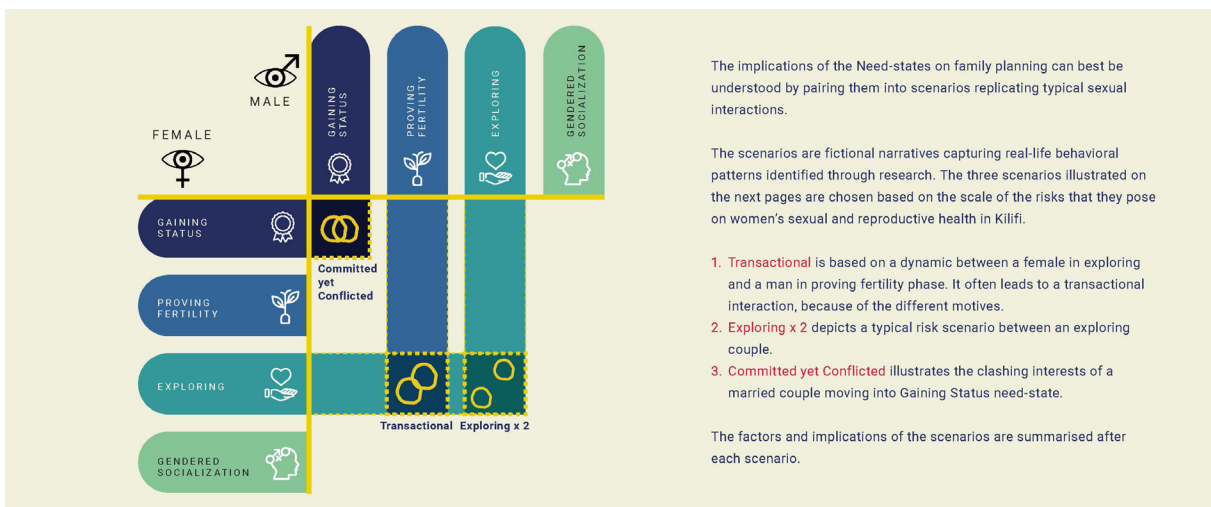 MALE
FEMALE
GAINING
STATUS
PROVING
FERTILITY
EXPLORING
GENDERED
SOCIALIZATION
GAINING
STATUS
Committed
yet
Conflicted
PROVING
FERTILITY
EXPLORING
Transactional
Exploring x 2
GENDERED
SOCIALIZATION
The implications of the Need-states on family planning can best be
understood by pairing them into scenarios replicating typical sexual
interactions.
The scenarios are fictional narratives capturing real-life behavioral
patterns identified through research. The three scenarios illustrated on
the next pages are chosen based on the scale of the risks that they pose
on women's sexual and reproductive health in Kilifi.
1. Transactional is based on a dynamic between a female in exploring
and a man in proving fertility phase. It often leads to a transactional
interaction, because of the different motives.
2. Exploring x 2 depicts a typical risk scenario between an exploring
couple.
3. Committed yet Conflicted illustrates the clashing interests of a
married couple moving into Gaining Status need-state.
The factors and implications of the scenarios are summarised after
each scenario.